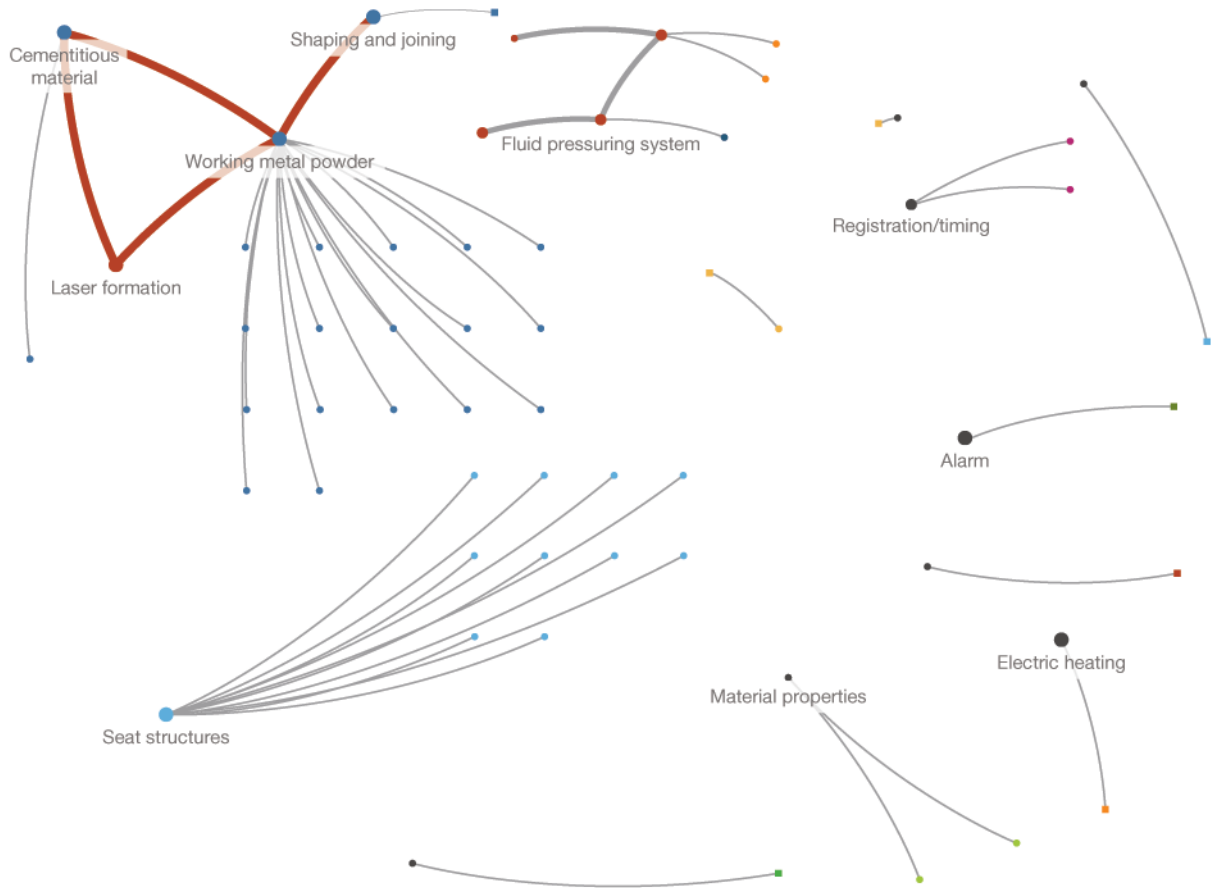 Shaping and joining
Cementitious
material
Fluid pressuring system
Working metal powder
Registration/timing
Laser formation
Alarm
Electric heating
Material properties
Seat structures